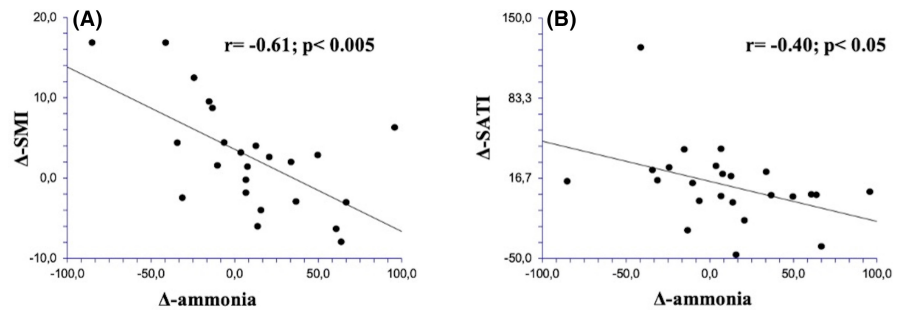 (A)
r= -0.61; p< 0.005
Δ-SMI
20,0
10,0
0,0
-10,0
-100,0 -50,0 0,0 50,0 100,0
Δ-ammonia
(B)
r= -0.40; p< 0.05
Δ-SATI
150,0
83,3
16,7
-50,0
-100,0 -50,0 0,0 50,0 100,0
Δ-ammonia